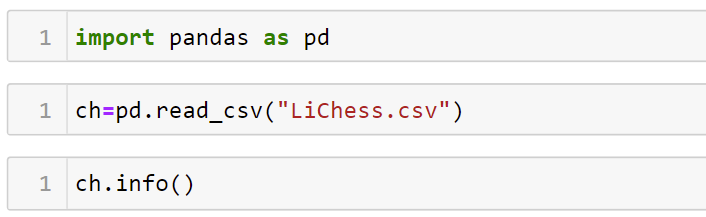 1 import pandas as pd
1 ch=pd.read_csv("LiChess.csv")
1 ch.info()